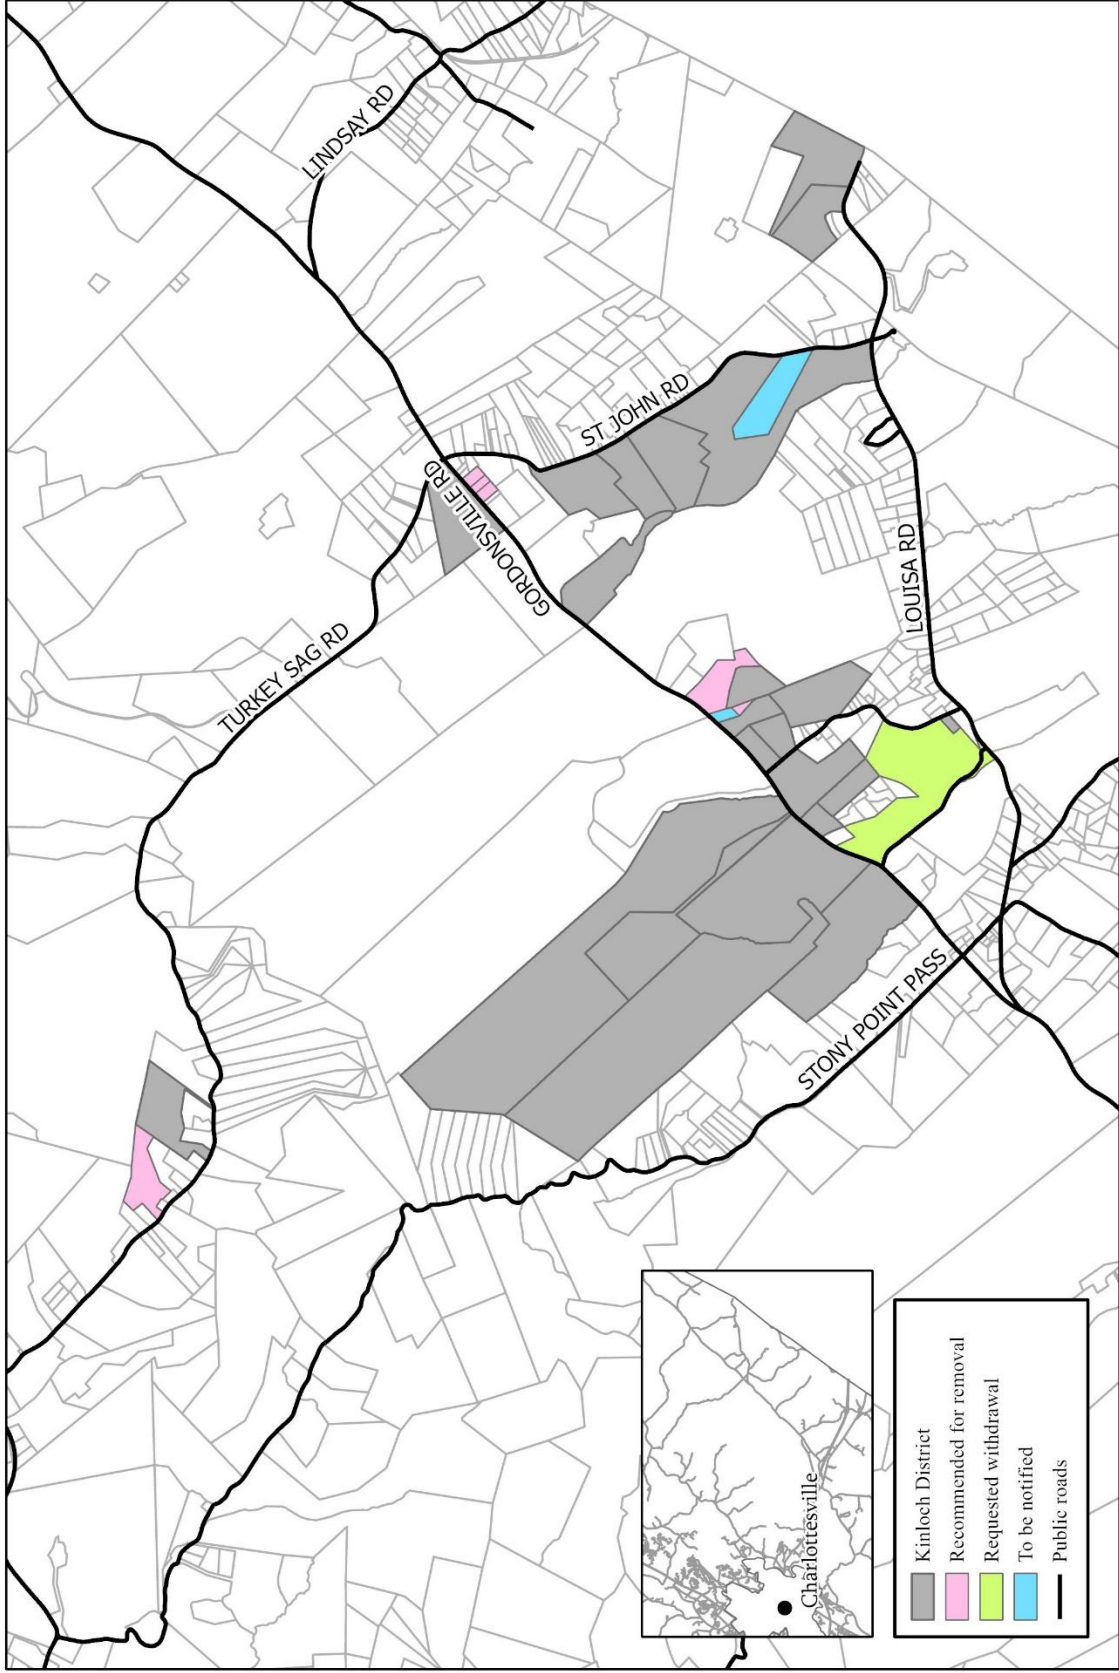 LINDSAY RD
TURKEY SAG RD
GORDONSVILLE RD
ST JOHN RD
LOUISA RD
STONY POINT PASS
Charlottesville
Kinloch District
Recommended for removal
Requested withdrawal
To be notified
Public roads